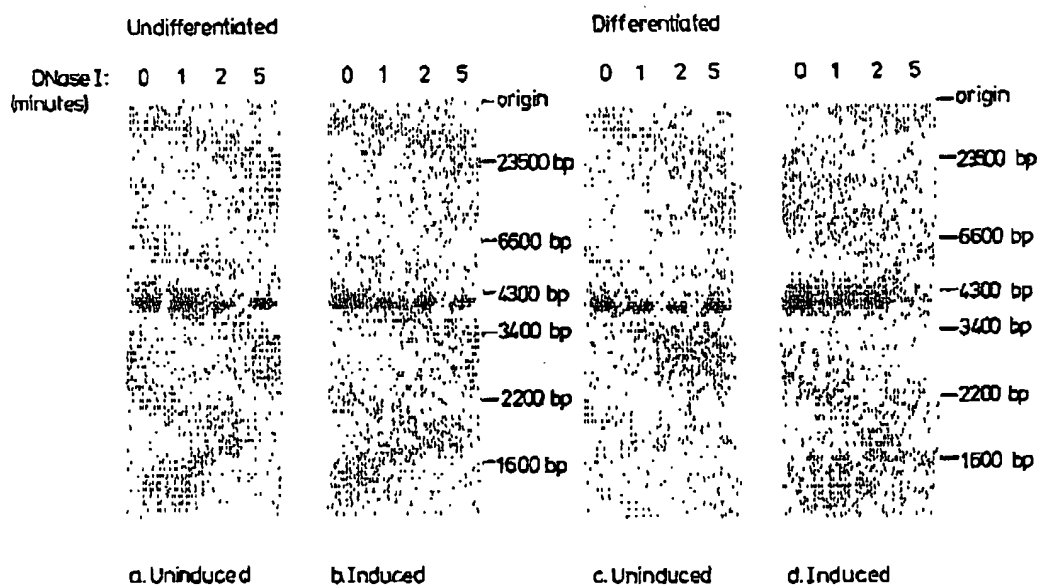 Undifferentiated
Differentiated
DNase I: 0 1 2 5
(minutes)
0 1 2 5
0 1 2 5
0 1 2 5
origin
23500 bp
6600 bp
4300 bp
3400 bp
2200 bp
1600 bp
origin
23500 bp
6600 bp
4300 bp
3400 bp
2200 bp
1600 bp
a. Uninduced
b. Induced
c. Uninduced
d. Induced